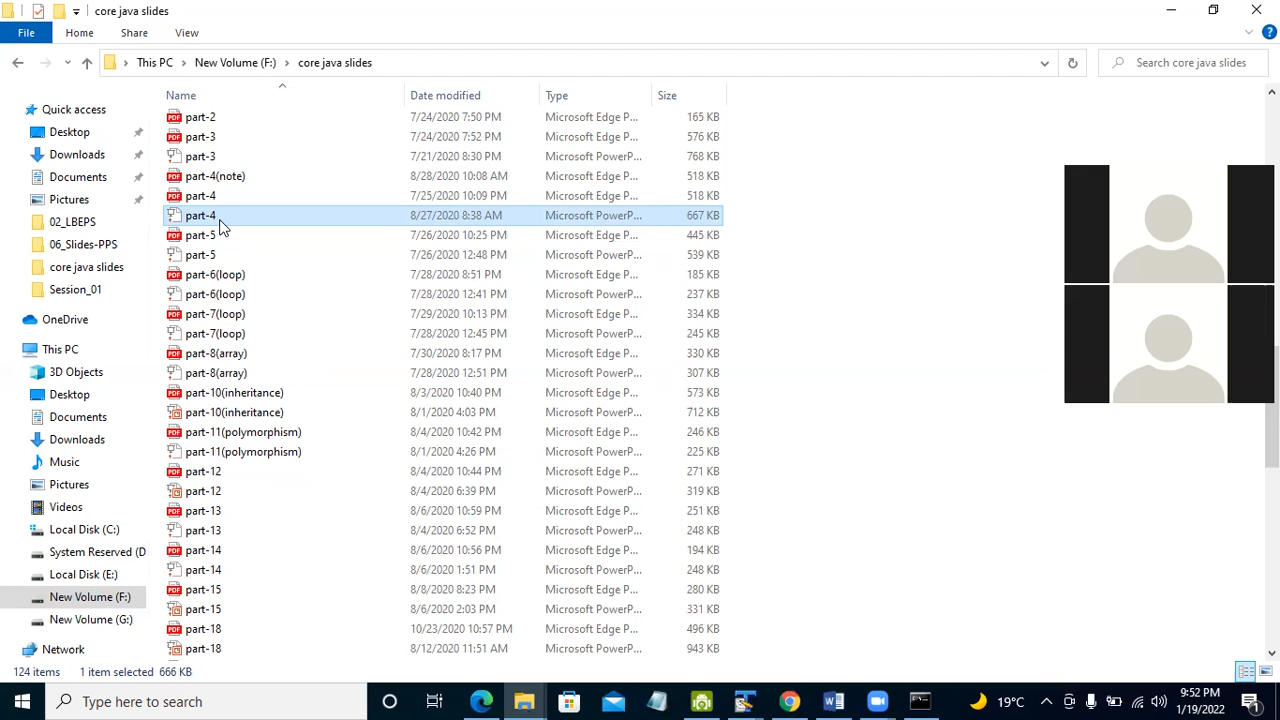 core java slides
File Home Share View
This PC New Volume (F:) core java slides Search core java slides
Name Date modified Type Size
Quick access
Desktop
Downloads
Documents
Pictures
02_LBEPS
06_Slides-PPS
core java slides
Session_01
OneDrive
This PC
3D Objects
Desktop
Documents
Downloads
Music
Pictures
Videos
Local Disk (C:)
System Reserved (D
Local Disk (E:)
New Volume (F:)
New Volume (G:)
Network
part-2 7/24/2020 7:50 PM Microsoft Edge P... 165 KB
part-3 7/24/2020 7:52 PM Microsoft Edge P... 576 KB
part-3 7/21/2020 8:30 PM Microsoft PowerP... 768 KB
part-4(note) 8/28/2020 10:08 AM Microsoft Edge P... 518 KB
part-4 7/25/2020 10:09 PM Microsoft Edge P... 518 KB
part-4 8/27/2020 8:38 AM Microsoft PowerP... 667 KB
part-5 7/26/2020 10:25 PM Microsoft Edge P... 445 KB
part-5 7/26/2020 12:48 PM Microsoft PowerP... 539 KB
part-6(loop) 7/28/2020 8:51 PM Microsoft Edge P... 185 KB
part-6(loop) 7/28/2020 12:41 PM Microsoft PowerP... 237 KB
part-7(loop) 7/29/2020 10:13 PM Microsoft Edge P... 334 KB
part-7(loop) 7/28/2020 12:45 PM Microsoft PowerP... 245 KB
part-8(array) 7/30/2020 8:17 PM Microsoft Edge P... 330 KB
part-8(array) 7/28/2020 12:51 PM Microsoft PowerP... 307 KB
part-10(inheritance) 8/3/2020 10:40 PM Microsoft Edge P... 573 KB
part-10(inheritance) 8/1/2020 4:03 PM Microsoft PowerP... 712 KB
part-11(polymorphism) 8/4/2020 10:42 PM Microsoft Edge P... 246 KB
part-11(polymorphism) 8/1/2020 4:26 PM Microsoft PowerP... 225 KB
part-12 8/4/2020 10:44 PM Microsoft Edge P... 271 KB
part-12 8/4/2020 6:39 PM Microsoft PowerP... 319 KB
part-13 8/6/2020 10:59 PM Microsoft Edge P... 251 KB
part-13 8/4/2020 6:52 PM Microsoft PowerP... 248 KB
part-14 8/6/2020 10:56 PM Microsoft Edge P... 194 KB
part-14 8/6/2020 1:51 PM Microsoft PowerP... 248 KB
part-15 8/8/2020 8:23 PM Microsoft Edge P... 280 KB
part-15 8/6/2020 2:03 PM Microsoft PowerP... 331 KB
part-18 10/23/2020 10:57 PM Microsoft Edge P... 496 KB
part-18 8/12/2020 11:51 AM Microsoft PowerP... 943 KB
124 items 1 item selected 666 KB
Type here to search
19°C
9:52 PM
1/19/2022
1